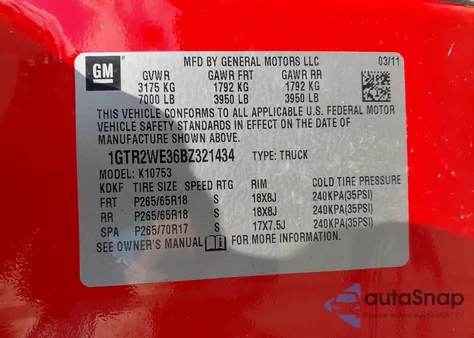 GM
MFD BY GENERAL MOTORS LLC 03/11
GVWR GAWR FRT GAWR RR
3175 KG 1792 KG 1792 KG
7000 LB 3950 LB 3950 LB
THIS VEHICLE CONFORMS TO ALL APPLICABLE U.S. FEDERAL MOTOR
VEHICLE SAFETY STANDARDS IN EFFECT ON THE DATE OF
MANUFACTURE SHOWN ABOVE.
1GTR2WE36BZ321434 TYPE: TRUCK
MODEL: K10753
KDKF TIRE SIZE SPEED RTG RIM COLD TIRE PRESSURE
FRT P265/65R18 S 18X8J 240KPA(35PSI)
RR P265/65R18 S 18X8J 240KPA(35PSI)
SPA P265/70R17 S 17X7.5J 240KPA(35PSI)
SEE OWNER'S MANUAL FOR MORE INFORMATION
autoSnap